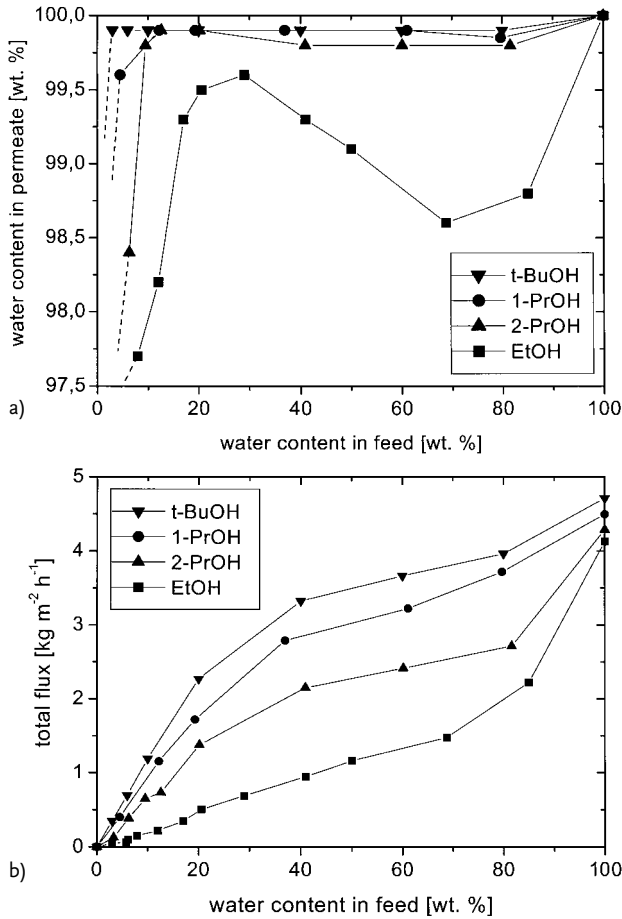 100,0
99,5
99,0
98,5
98,0
97,5
water content in permeate [wt. %]
t-BuOH
1-PrOH
2-PrOH
EtOH
0 20 40 60 80 100
a)
water content in feed [wt. %]
5
4
3
2
1
0
total flux [kg m⁻² h⁻¹]
t-BuOH
1-PrOH
2-PrOH
EtOH
0 20 40 60 80 100
b)
water content in feed [wt. %]